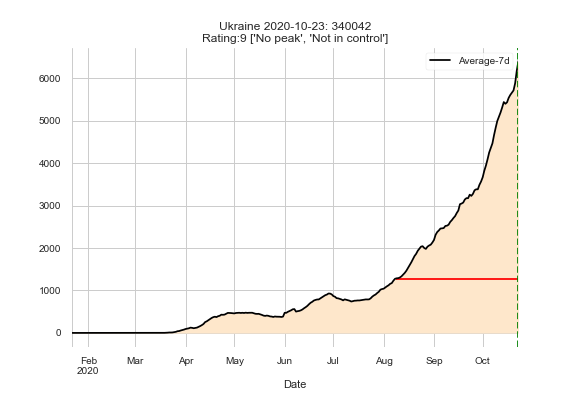 Ukraine 2020-10-23: 340042
Rating:9 ['No peak', 'Not in control']
Average-7d
6000
5000
4000
3000
2000
1000
0
Feb Mar Apr May Jun Jul Aug Sep Oct
2020
Date